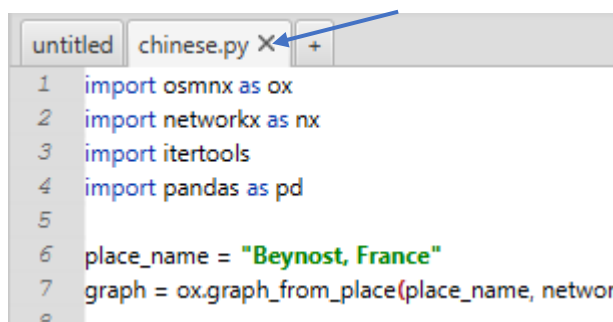 untitled chinese.py × +
1 import osmnx as ox
2 import networkx as nx
3 import itertools
4 import pandas as pd
5
6 place_name = "Beynost, France"
7 graph = ox.graph_from_place(place_name, networ